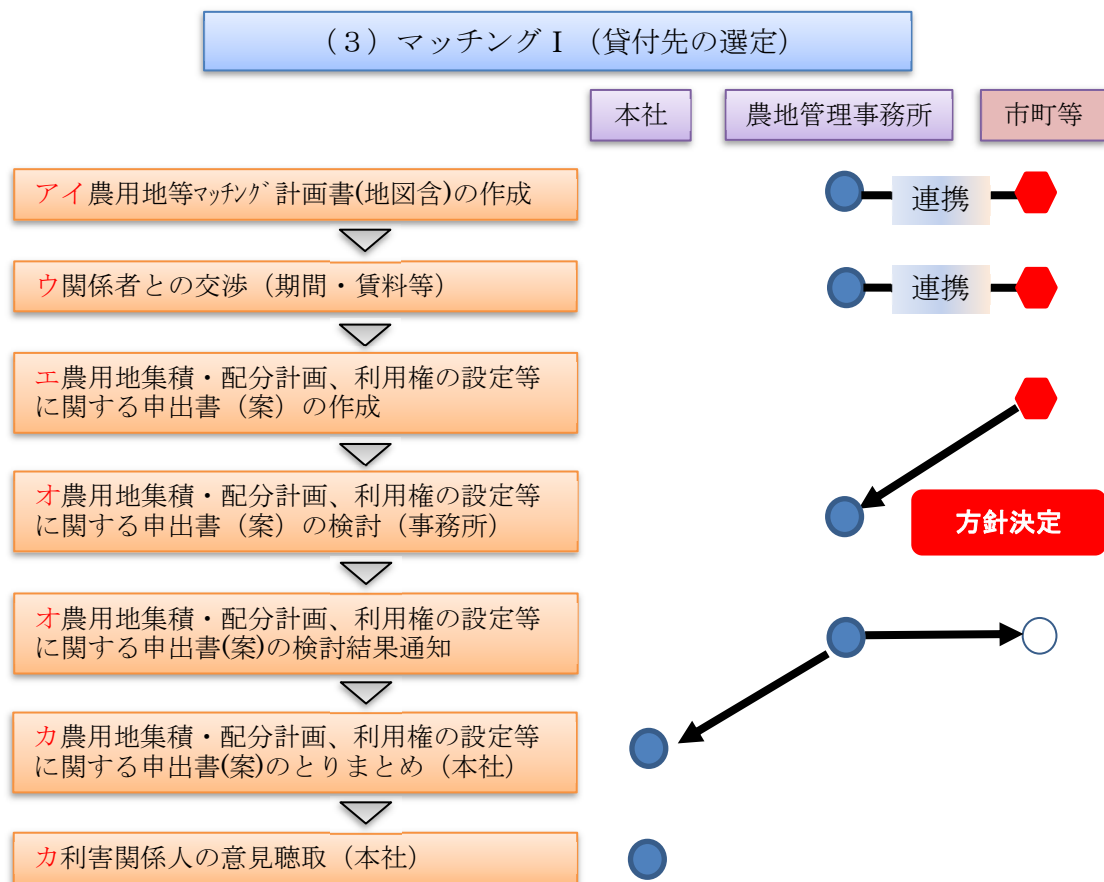 （３）マッチングⅠ（貸付先の選定）
本社
農地管理事務所
市町等
アイ農用地等ﾏｯﾁﾝｸﾞ計画書(地図含)の作成
連携
ウ関係者との交渉（期間・賃料等）
連携
エ農用地集積・配分計画、利用権の設定等
に関する申出書（案）の作成
オ農用地集積・配分計画、利用権の設定等
に関する申出書（案）の検討（事務所）
方針決定
オ農用地集積・配分計画、利用権の設定等
に関する申出書(案)の検討結果通知
カ農用地集積・配分計画、利用権の設定等
に関する申出書(案)のとりまとめ（本社）
カ利害関係人の意見聴取（本社）